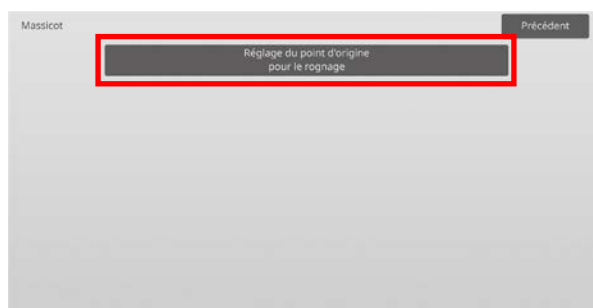 Massicot
Précédent
Réglage du point d'origine
pour le rognage